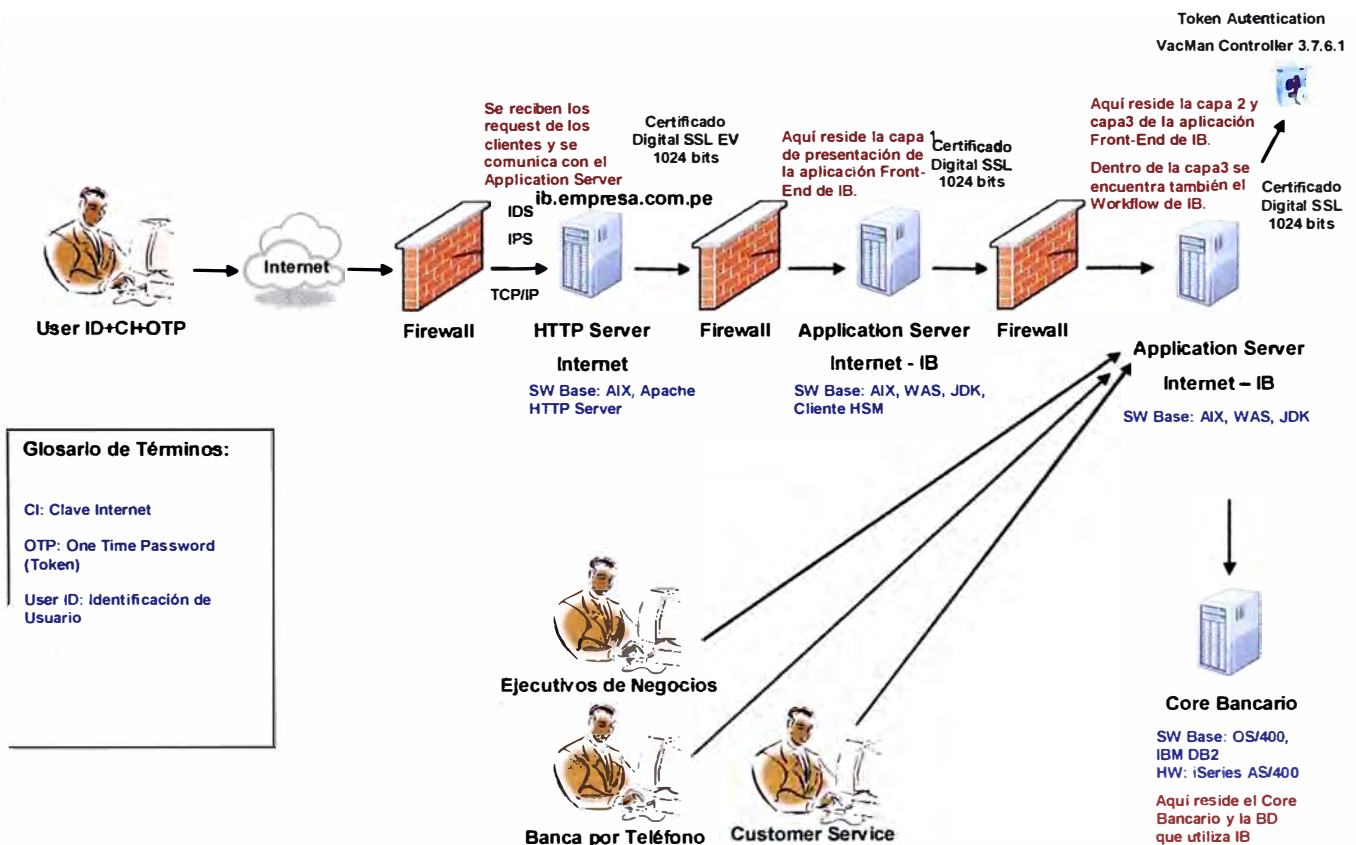 Token Autentication
VacMan Controller 3.7.6.1
Se reciben los
request de los
clientes y se
comunica con el
Application Server
Certificado
Digital SSL EV
1024 bits
Aquí reside la capa 1
de presentación de
la aplicación Front-
End de IB.
Certificado
Digital SSL
1024 bits
Aquí reside la capa 2 y
capa3 de la aplicación
Front-End de IB.
Dentro de la capa3 se
encuentra también el
Workflow de IB.
Certificado
Digital SSL
1024 bits
ib.empresa.com.pe
IDS
IPS
TCP/IP
Internet
User ID+CI+OTP
Firewall
HTTP Server
Internet
SW Base: AIX, Apache
HTTP Server
Firewall
Application Server
Internet - IB
SW Base: AIX, WAS, JDK,
Cliente HSM
Firewall
Application Server
Internet – IB
SW Base: AIX, WAS, JDK
Glosario de Términos:
CI: Clave Internet
OTP: One Time Password
(Token)
User ID: Identificación de
Usuario
Ejecutivos de Negocios
Banca por Teléfono
Customer Service
Core Bancario
SW Base: OS/400,
IBM DB2
HW: iSeries AS/400
Aquí reside el Core
Bancario y la BD
que utiliza IB